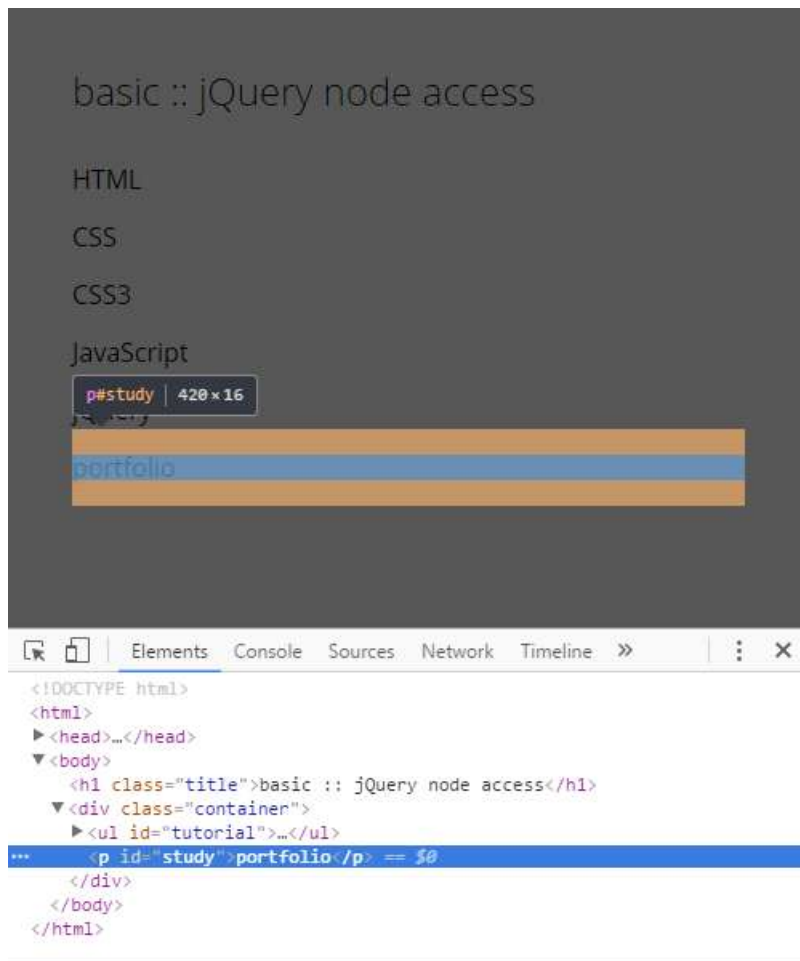 basic :: jQuery node access
HTML
CSS
CSS3
JavaScript
p#study | 420×16
jQuery
portfolio
Elements Console Sources Network Timeline »
<!DOCTYPE html>
<html>
▶<head>…</head>
▼<body>
<h1 class="title">basic :: jQuery node access</h1>
▼<div class="container">
▶<ul id="tutorial">…</ul>
<p id="study">portfolio</p> == $0
</div>
</body>
</html>